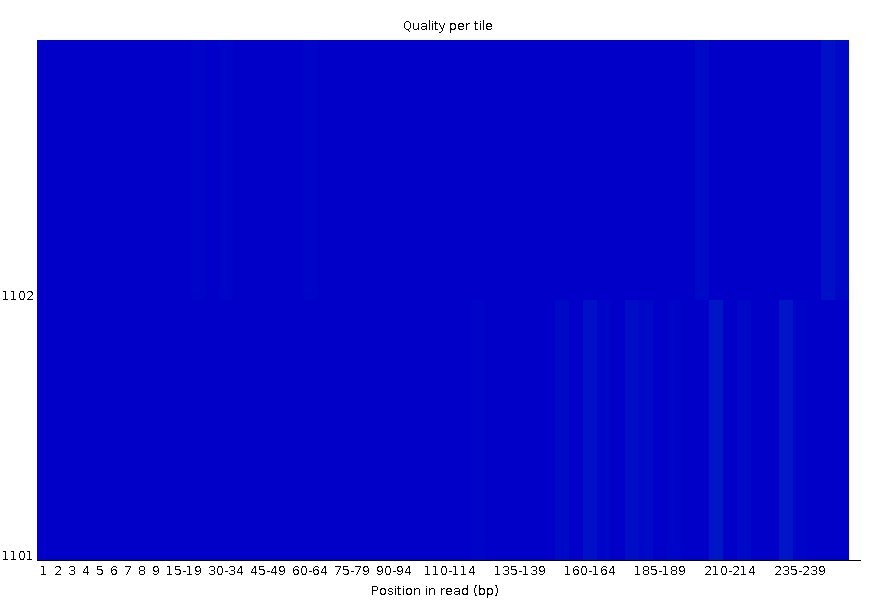 Quality per tile
1102
1101
1 2 3 4 5 6 7 8 9 15-19 30-34 45-49 60-64 75-79 90-94 110-114 135-139 160-164 185-189 210-214 235-239
Position in read (bp)